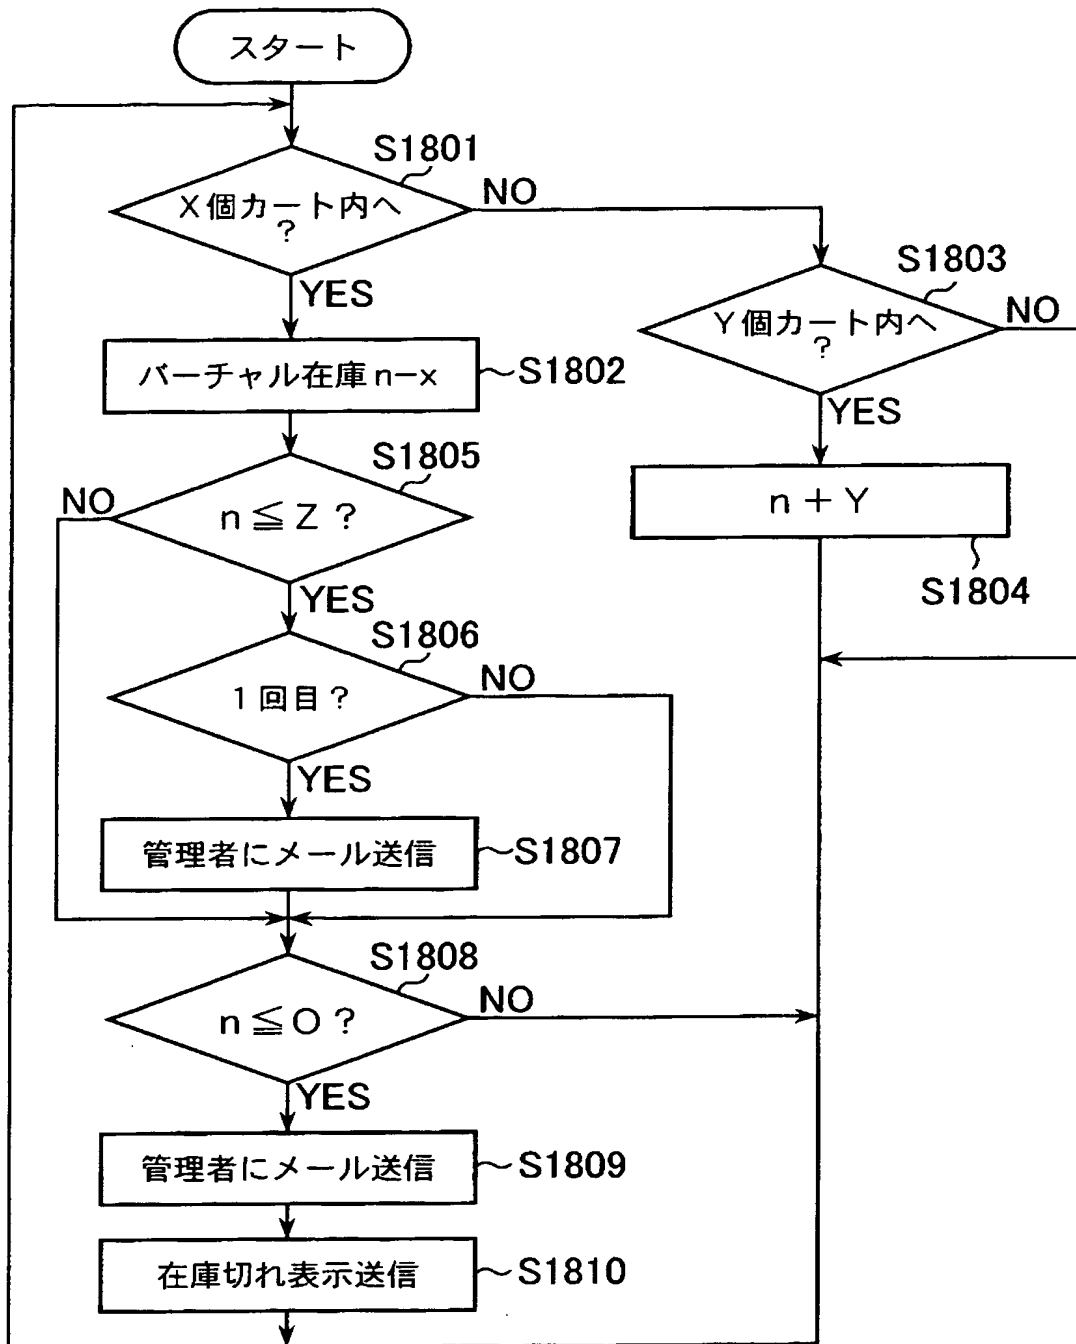 スタート
S1801
X個カート内へ
?
NO
YES
S1803
Y個カート内へ
?
NO
YES
バーチャル在庫n−x
S1802
S1805
NO
n≦Z?
YES
n+Y
S1804
S1806
1回目?
NO
YES
管理者にメール送信
S1807
S1808
n≦O?
NO
YES
管理者にメール送信
S1809
在庫切れ表示送信
S1810